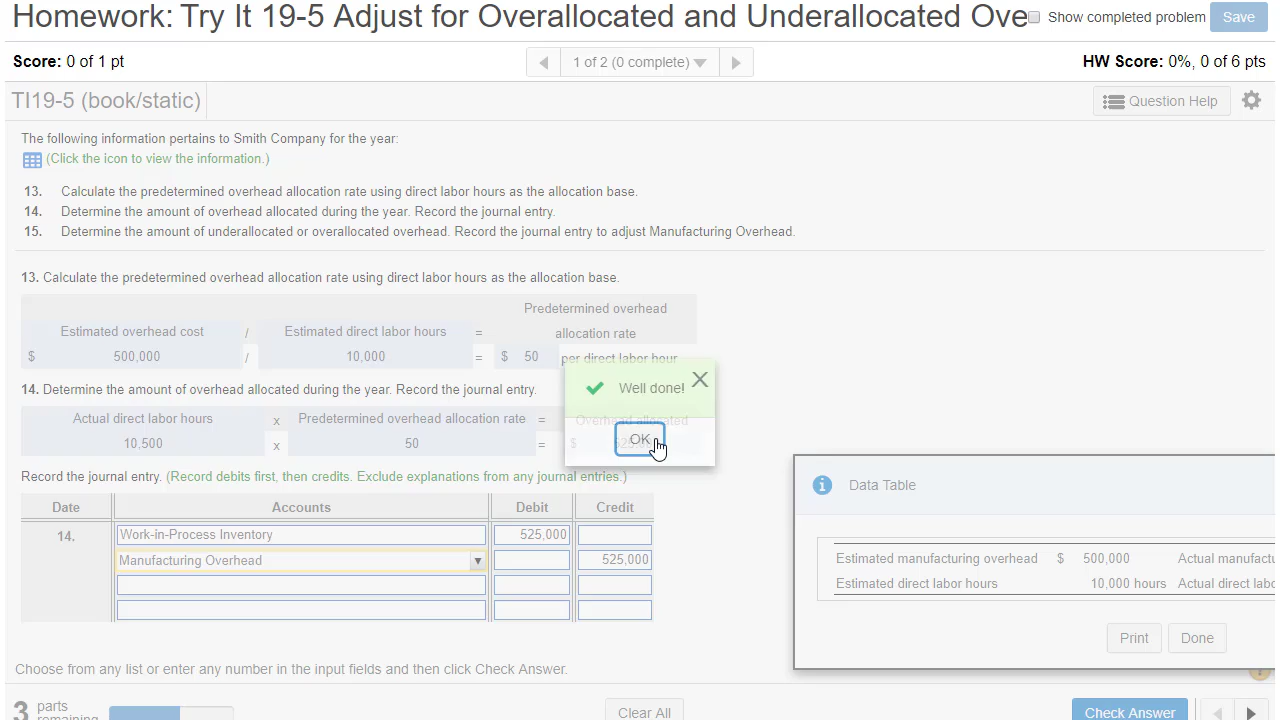 Homework: Try It 19-5 Adjust for Overallocated and Underallocated Ove
Show completed problem
Save
Score: 0 of 1 pt
1 of 2 (0 complete)
HW Score: 0%, 0 of 6 pts
TI19-5 (book/static)
Question Help
The following information pertains to Smith Company for the year:
(Click the icon to view the information.)
13. Calculate the predetermined overhead allocation rate using direct labor hours as the allocation base.
14. Determine the amount of overhead allocated during the year. Record the journal entry.
15. Determine the amount of underallocated or overallocated overhead. Record the journal entry to adjust Manufacturing Overhead.
13. Calculate the predetermined overhead allocation rate using direct labor hours as the allocation base.
Predetermined overhead
Estimated overhead cost / Estimated direct labor hours = allocation rate
$ 500,000 / 10,000 = $ 50 per direct labor hour
Well done!
14. Determine the amount of overhead allocated during the year. Record the journal entry.
Actual direct labor hours x Predetermined overhead allocation rate = Overhead allocated
10,500 x 50 = $
OK
Record the journal entry. (Record debits first, then credits. Exclude explanations from any journal entries.)
Date Accounts Debit Credit
14. Work-in-Process Inventory 525,000
Manufacturing Overhead 525,000
Data Table
Estimated manufacturing overhead $ 500,000 Actual manufactu
Estimated direct labor hours 10,000 hours Actual direct labo
Print Done
Choose from any list or enter any number in the input fields and then click Check Answer.
3 parts
remaining
Clear All
Check Answer